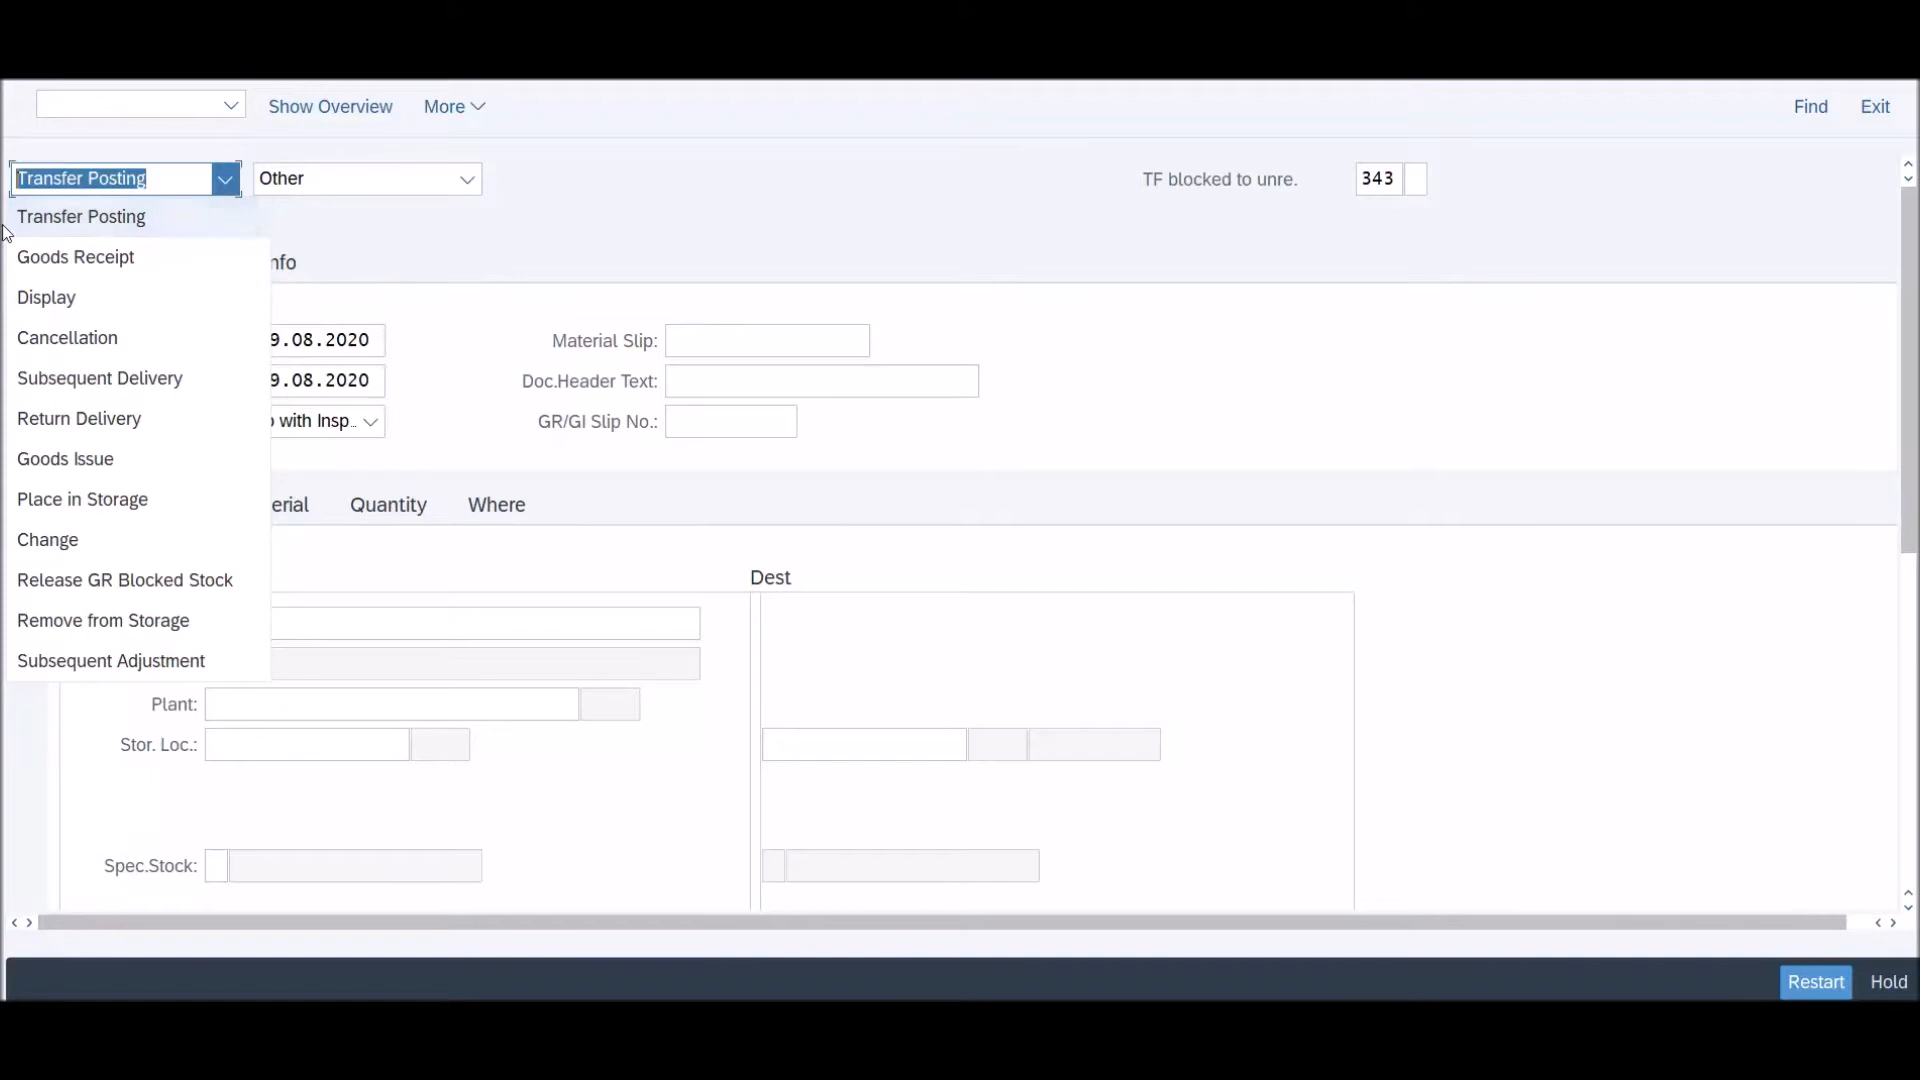 Show Overview More Find Exit
Transfer Posting Other TF blocked to unre. 343
Transfer Posting
Goods Receipt nfo
Display
Cancellation 9.08.2020 Material Slip:
Subsequent Delivery 9.08.2020 Doc.Header Text:
Return Delivery with Insp.. GR/GI Slip No.:
Goods Issue
Place in Storage erial Quantity Where
Change
Release GR Blocked Stock Dest
Remove from Storage
Subsequent Adjustment
Plant:
Stor. Loc.:
Spec.Stock:
Restart Hold